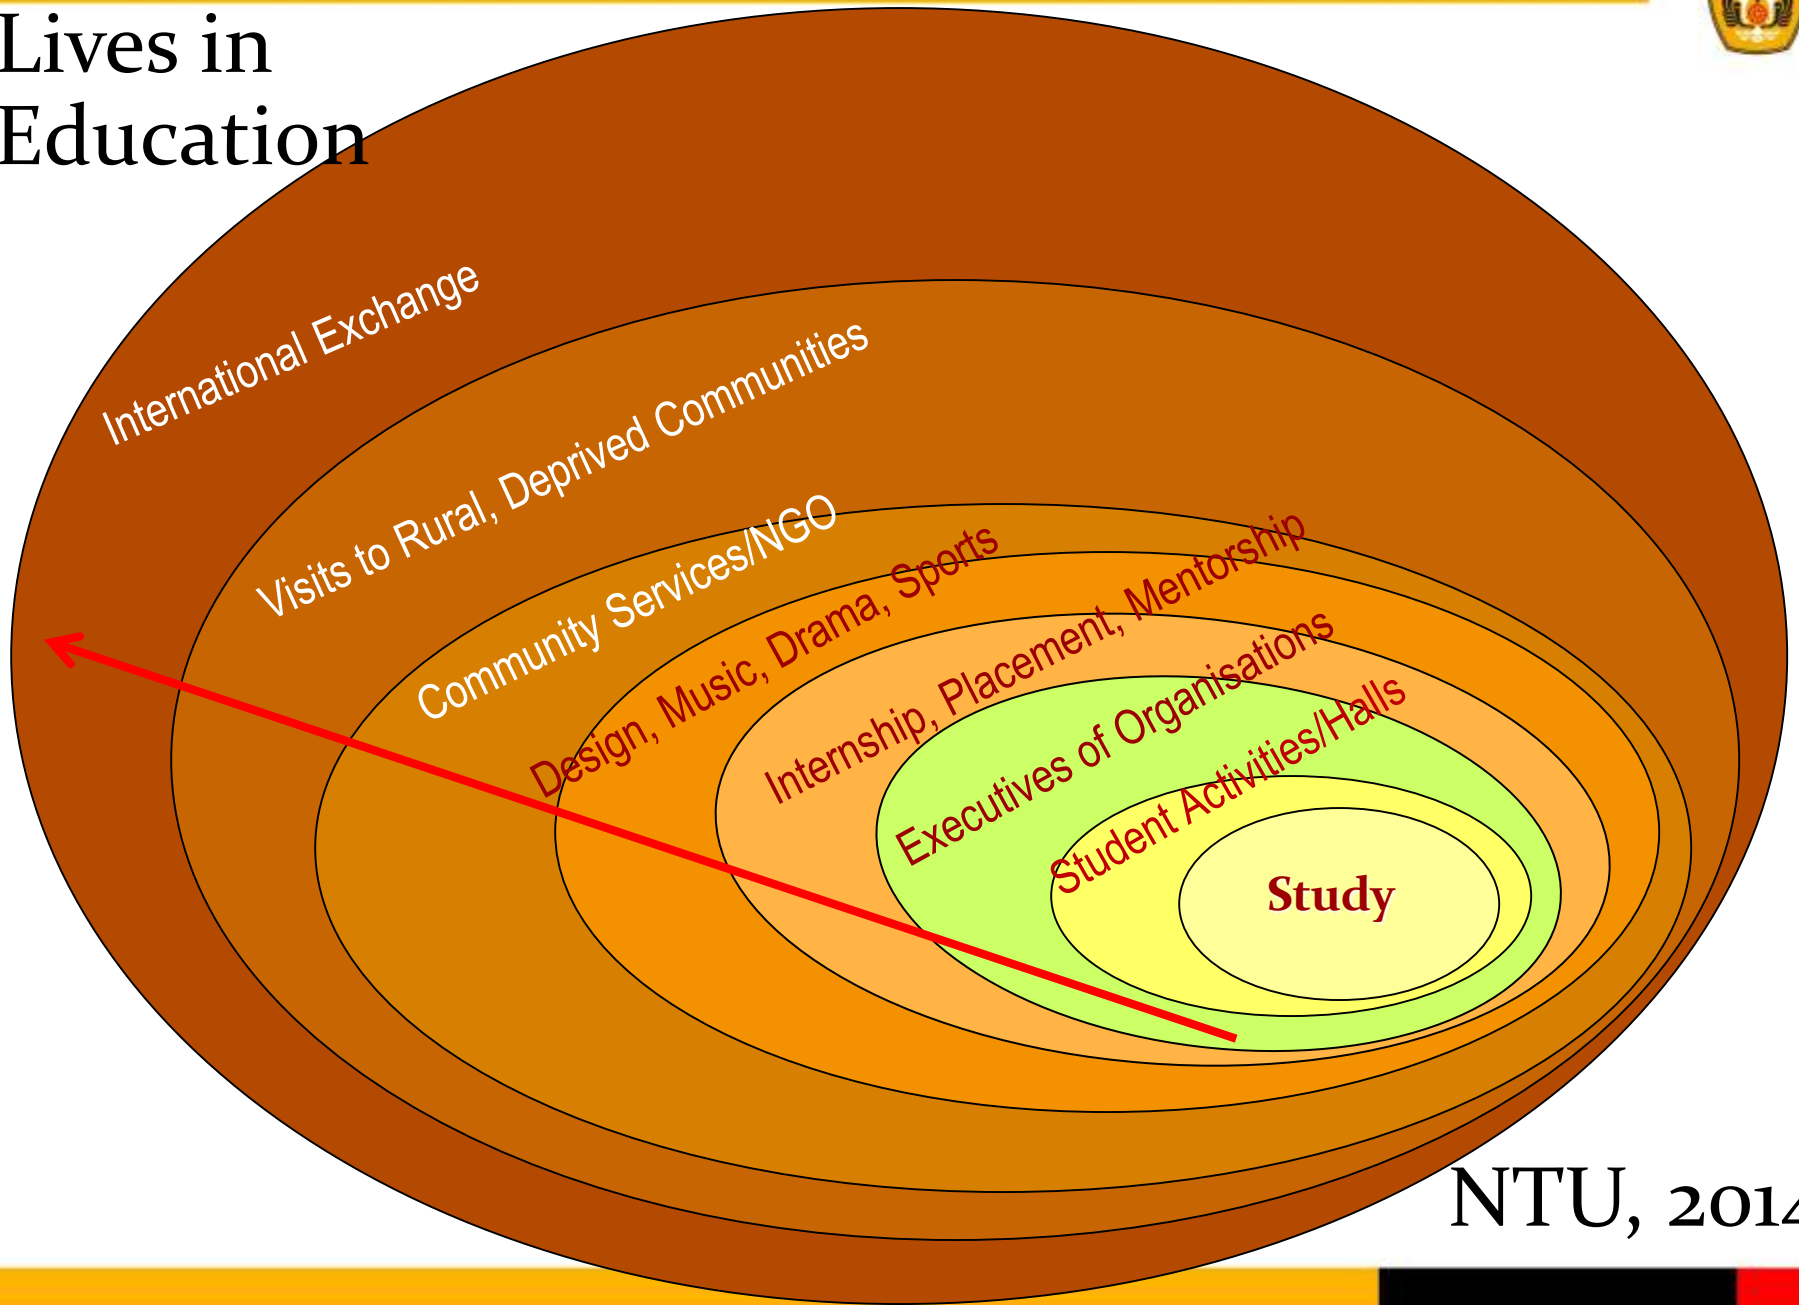 Lives in
Education
International Exchange
Visits to Rural, Deprived Communities
Community Services/NGO
Design, Music, Drama, Sports
Internship, Placement, Mentorship
Executives of Organisations
Student Activities/Halls
Study
NTU, 2014